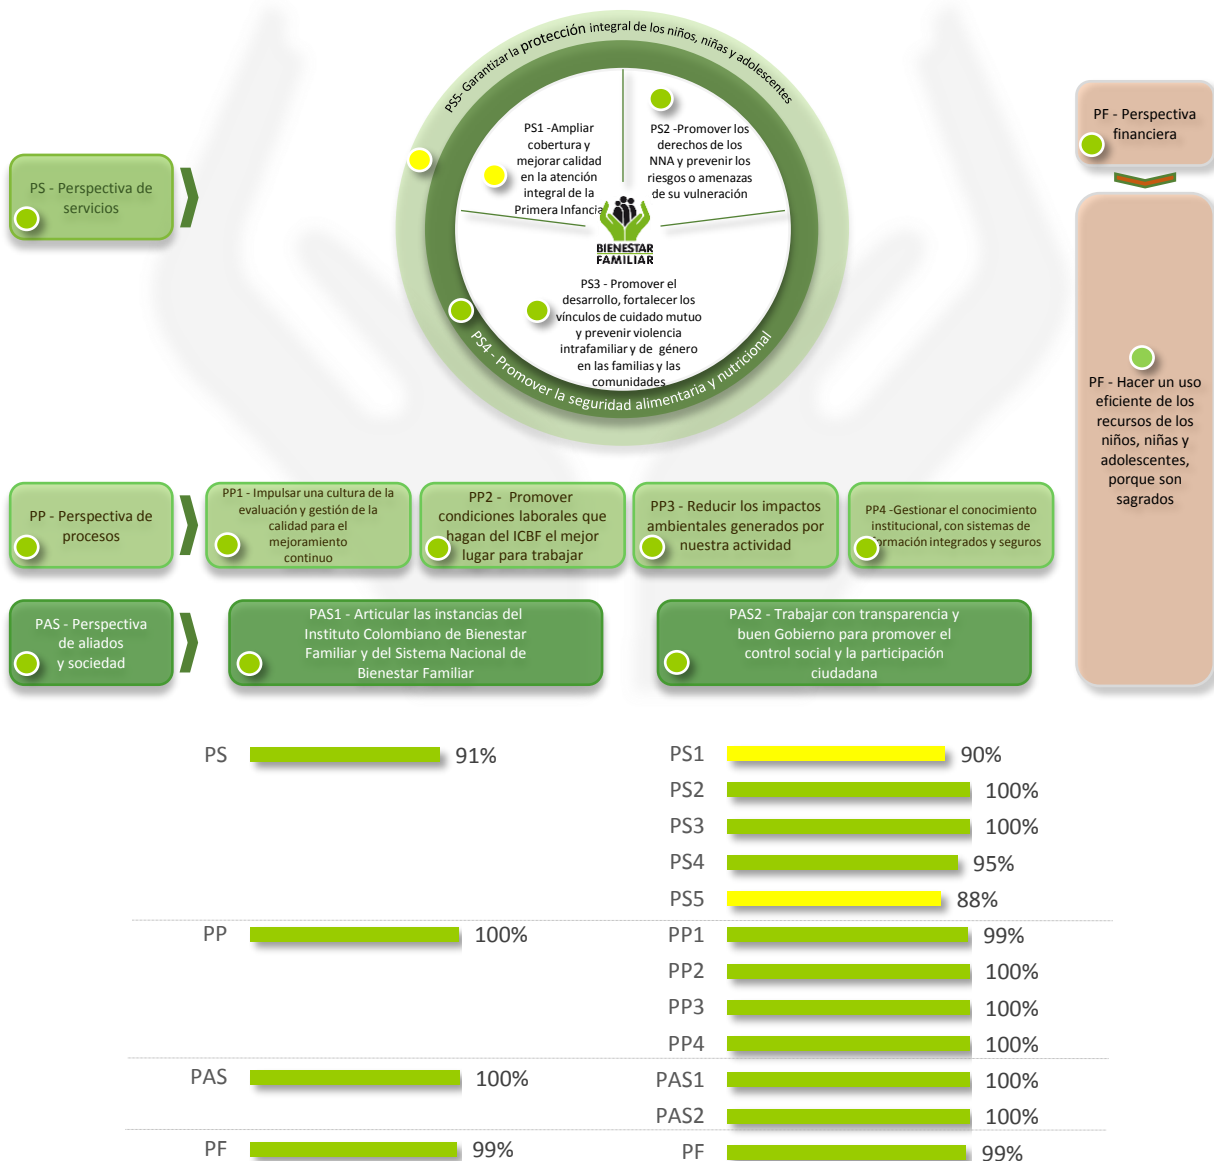 PS5- Garantizar la protección integral de los niños, niñas y adolescentes
PS1 -Ampliar
cobertura y
mejorar calidad
en la atención
integral de la
Primera Infancia
PS2 -Promover los
derechos de los
NNA y prevenir los
riesgos o amenazas
de su vulneración
BIENESTAR
FAMILIAR
PS3 - Promover el
desarrollo, fortalecer los
vínculos de cuidado mutuo
y prevenir violencia
intrafamiliar y de género
en las familias y las
comunidades
PS4 - Promover la seguridad alimentaria y nutricional
PS - Perspectiva de
servicios
PF - Perspectiva
financiera
PF - Hacer un uso
eficiente de los
recursos de los
niños, niñas y
adolescentes,
porque son
sagrados
PP - Perspectiva de
procesos
PP1 - Impulsar una cultura de la
evaluación y gestión de la
calidad para el
mejoramiento
continuo
PP2 - Promover
condiciones laborales que
hagan del ICBF el mejor
lugar para trabajar
PP3 - Reducir los impactos
ambientales generados por
nuestra actividad
PP4 -Gestionar el conocimiento
institucional, con sistemas de
formación integrados y seguros
PAS - Perspectiva
de aliados
y sociedad
PAS1 - Articular las instancias del
Instituto Colombiano de Bienestar
Familiar y del Sistema Nacional de
Bienestar Familiar
PAS2 - Trabajar con transparencia y
buen Gobierno para promover el
control social y la participación
ciudadana
PS 91%
PS1 90%
PS2 100%
PS3 100%
PS4 95%
PS5 88%
PP 100%
PP1 99%
PP2 100%
PP3 100%
PP4 100%
PAS 100%
PAS1 100%
PAS2 100%
PF 99%
PF 99%